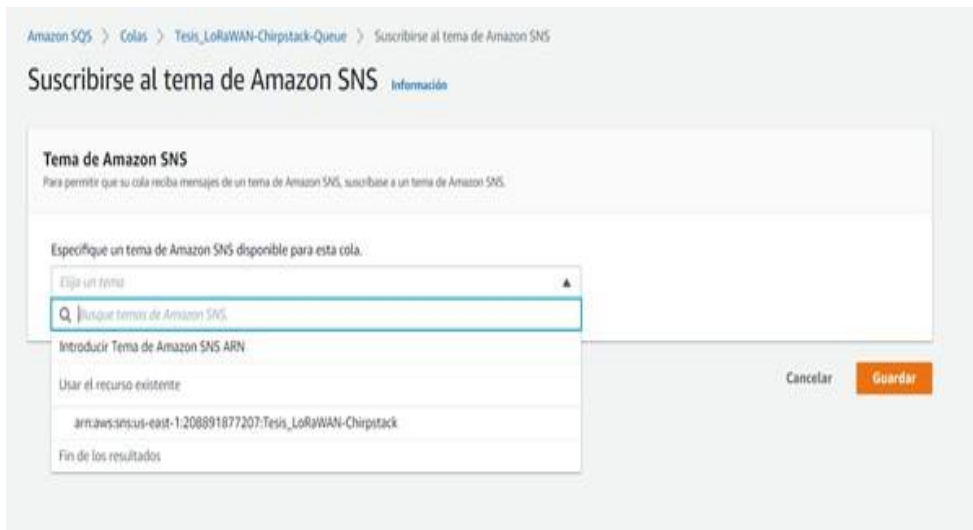 Amazon SQS > Colas > Tesis_LoRaWAN-Chirpstack-Queue > Suscribirse al tema de Amazon SNS
Suscribirse al tema de Amazon SNS Información
Tema de Amazon SNS
Para permitir que su cola reciba mensajes de un tema de Amazon SNS, suscríbase a un tema de Amazon SNS.
Especifique un tema de Amazon SNS disponible para esta cola.
Elija un tema
Busque temas de Amazon SNS.
Introducir Tema de Amazon SNS ARN
Usar el recurso existente
arn:aws:sns:us-east-1:208891877207:Tesis_LoRaWAN-Chirpstack
Fin de los resultados
Cancelar Guardar